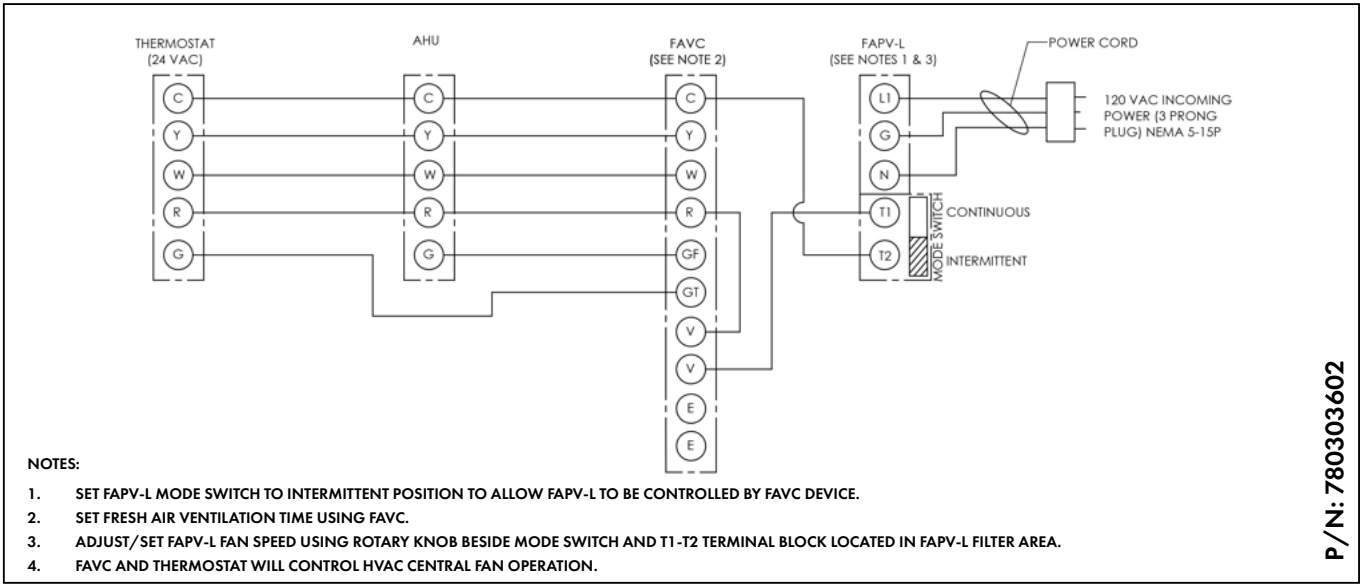 THERMOSTAT
(24 VAC)
AHU
FAVC
(SEE NOTE 2)
FAPV-L
(SEE NOTES 1 & 3)
POWER CORD
120 VAC INCOMING
POWER (3 PRONG
PLUG) NEMA 5-15P
C
Y
W
R
G
C
Y
W
R
G
C
Y
W
R
GF
GT
V
V
E
E
L1
G
N
T1
T2
MODE SWITCH
CONTINUOUS
INTERMITTENT
NOTES:
1. SET FAPV-L MODE SWITCH TO INTERMITTENT POSITION TO ALLOW FAPV-L TO BE CONTROLLED BY FAVC DEVICE.
2. SET FRESH AIR VENTILATION TIME USING FAVC.
3. ADJUST/SET FAPV-L FAN SPEED USING ROTARY KNOB BESIDE MODE SWITCH AND T1-T2 TERMINAL BLOCK LOCATED IN FAPV-L FILTER AREA.
4. FAVC AND THERMOSTAT WILL CONTROL HVAC CENTRAL FAN OPERATION.
P/N: 780303602